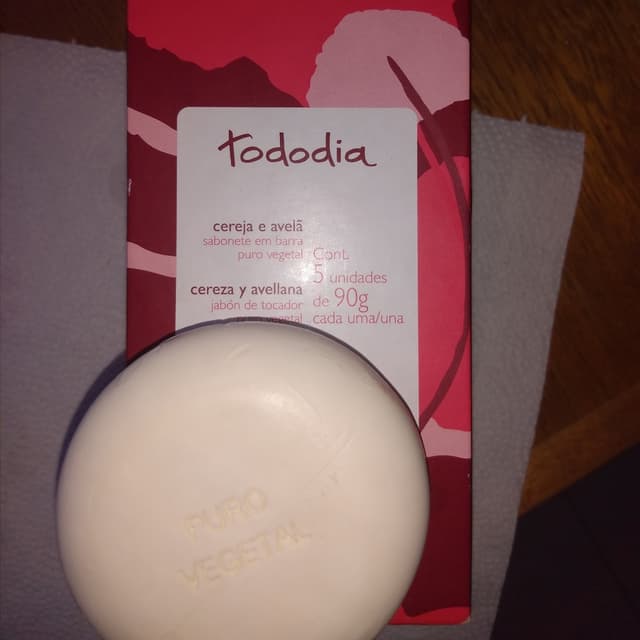 tododia
cereja e avelã
sabonete em barra
puro vegetal
cereza y avellana
jabón de tocador
vegetal
Cont.
5 unidades
de 90g
cada uma/una
PURO
VEGETAL